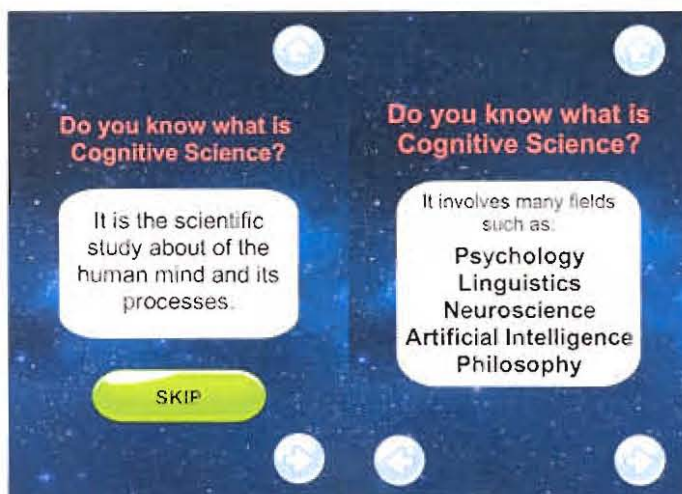 Do you know what is
Cognitive Science?
It is the scientific
study about of the
human mind and its
processes.
SKIP
Do you know what is
Cognitive Science?
It involves many fields
such as:
Psychology
Linguistics
Neuroscience
Artificial Intelligence
Philosophy